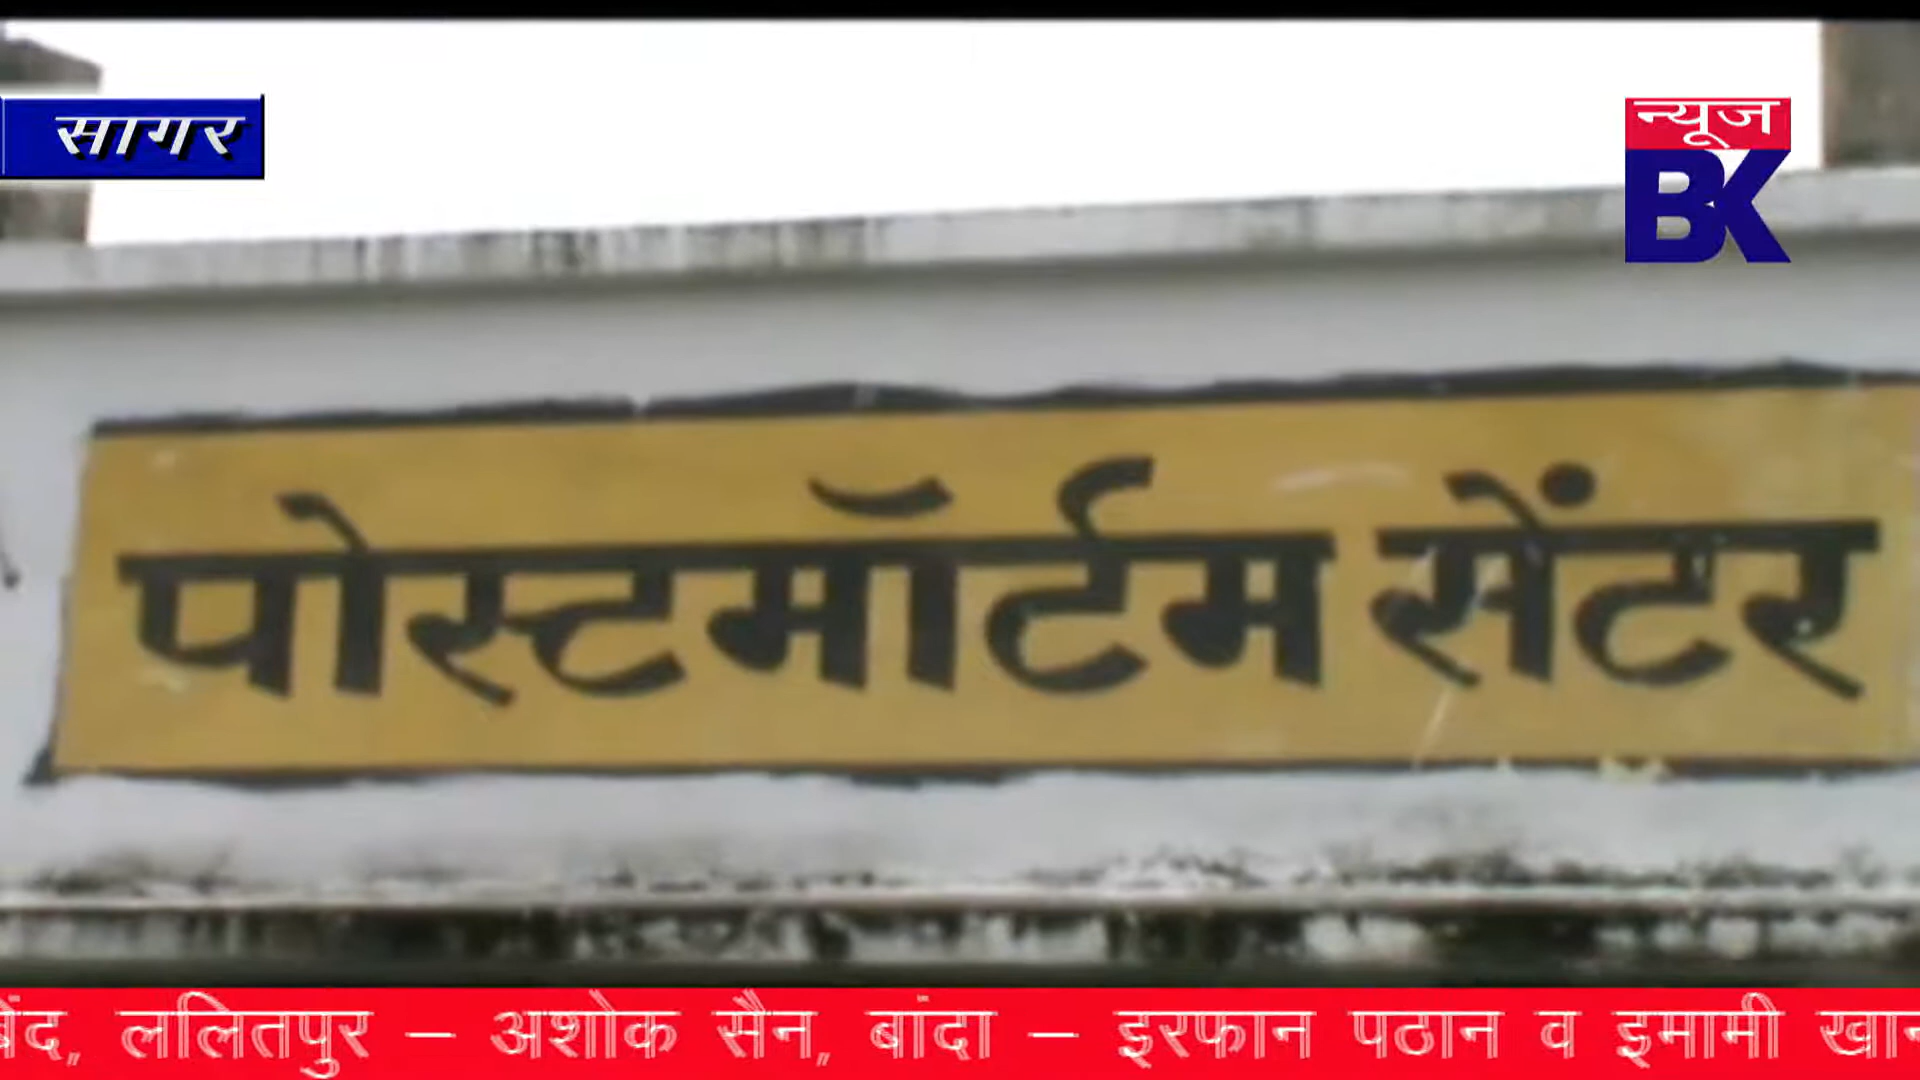 सागर
न्यूज
BK
पोस्टमॉर्टम सेंटर
ललितपुर – अशोक सैन, बांदा – इरफान पठान व इमामी खान